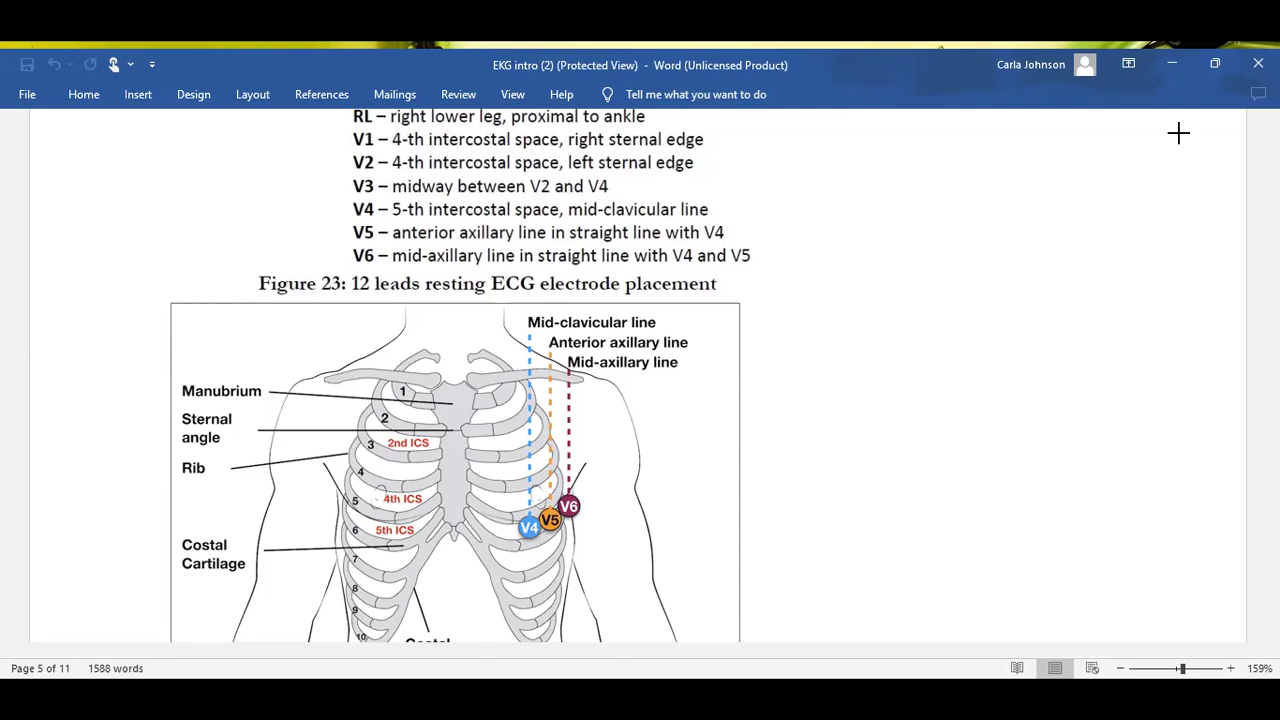 EKG intro (2) (Protected View) - Word (Unlicensed Product)
Carla Johnson
File Home Insert Design Layout References Mailings Review View Help Tell me what you want to do
RL – right lower leg, proximal to ankle
V1 – 4-th intercostal space, right sternal edge
V2 – 4-th intercostal space, left sternal edge
V3 – midway between V2 and V4
V4 – 5-th intercostal space, mid-clavicular line
V5 – anterior axillary line in straight line with V4
V6 – mid-axillary line in straight line with V4 and V5
Figure 23: 12 leads resting ECG electrode placement
Mid-clavicular line
Anterior axillary line
Mid-axillary line
Manubrium
Sternal
angle
Rib
Costal
Cartilage
1
2
2nd ICS
3
4
5
4th ICS
6
5th ICS
7
8
9
10
V4
V5
V6
Costal
Page 5 of 11
1588 words
159%